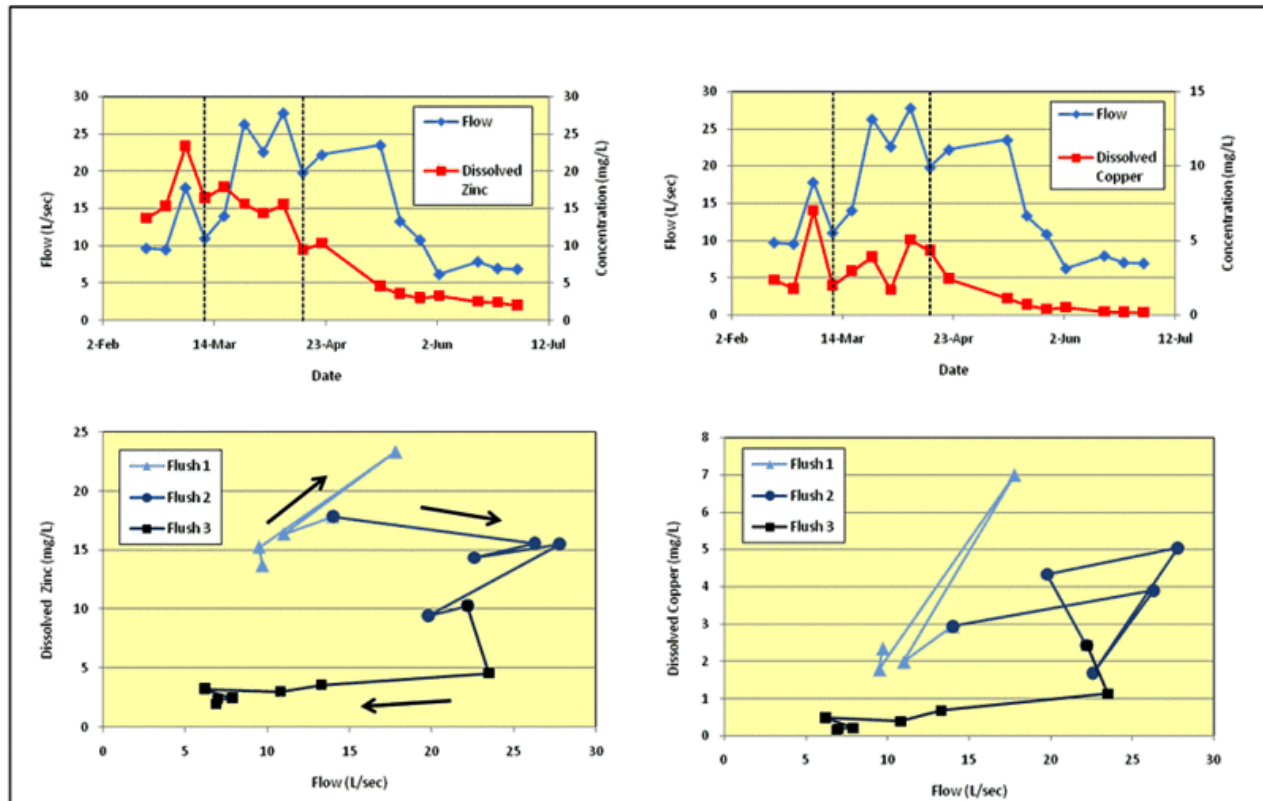 30
25
20
15
10
5
0
Flow (L/sec)
Flow
Dissolved
Zinc
30
25
20
15
10
5
0
Concentration (mg/L)
2-Feb 14-Mar 23-Apr 2-Jun 12-Jul
Date
30
25
20
15
10
5
0
Flow (L/sec)
Flow
Dissolved
Copper
15
10
5
0
Concentration (mg/L)
2-Feb 14-Mar 23-Apr 2-Jun 12-Jul
Date
25
20
15
10
5
0
Dissolved Zinc (mg/L)
Flush 1
Flush 2
Flush 3
0 5 10 15 20 25 30
Flow (L/sec)
8
7
6
5
4
3
2
1
0
Dissolved Copper (mg/L)
Flush 1
Flush 2
Flush 3
0 5 10 15 20 25 30
Flow (L/sec)